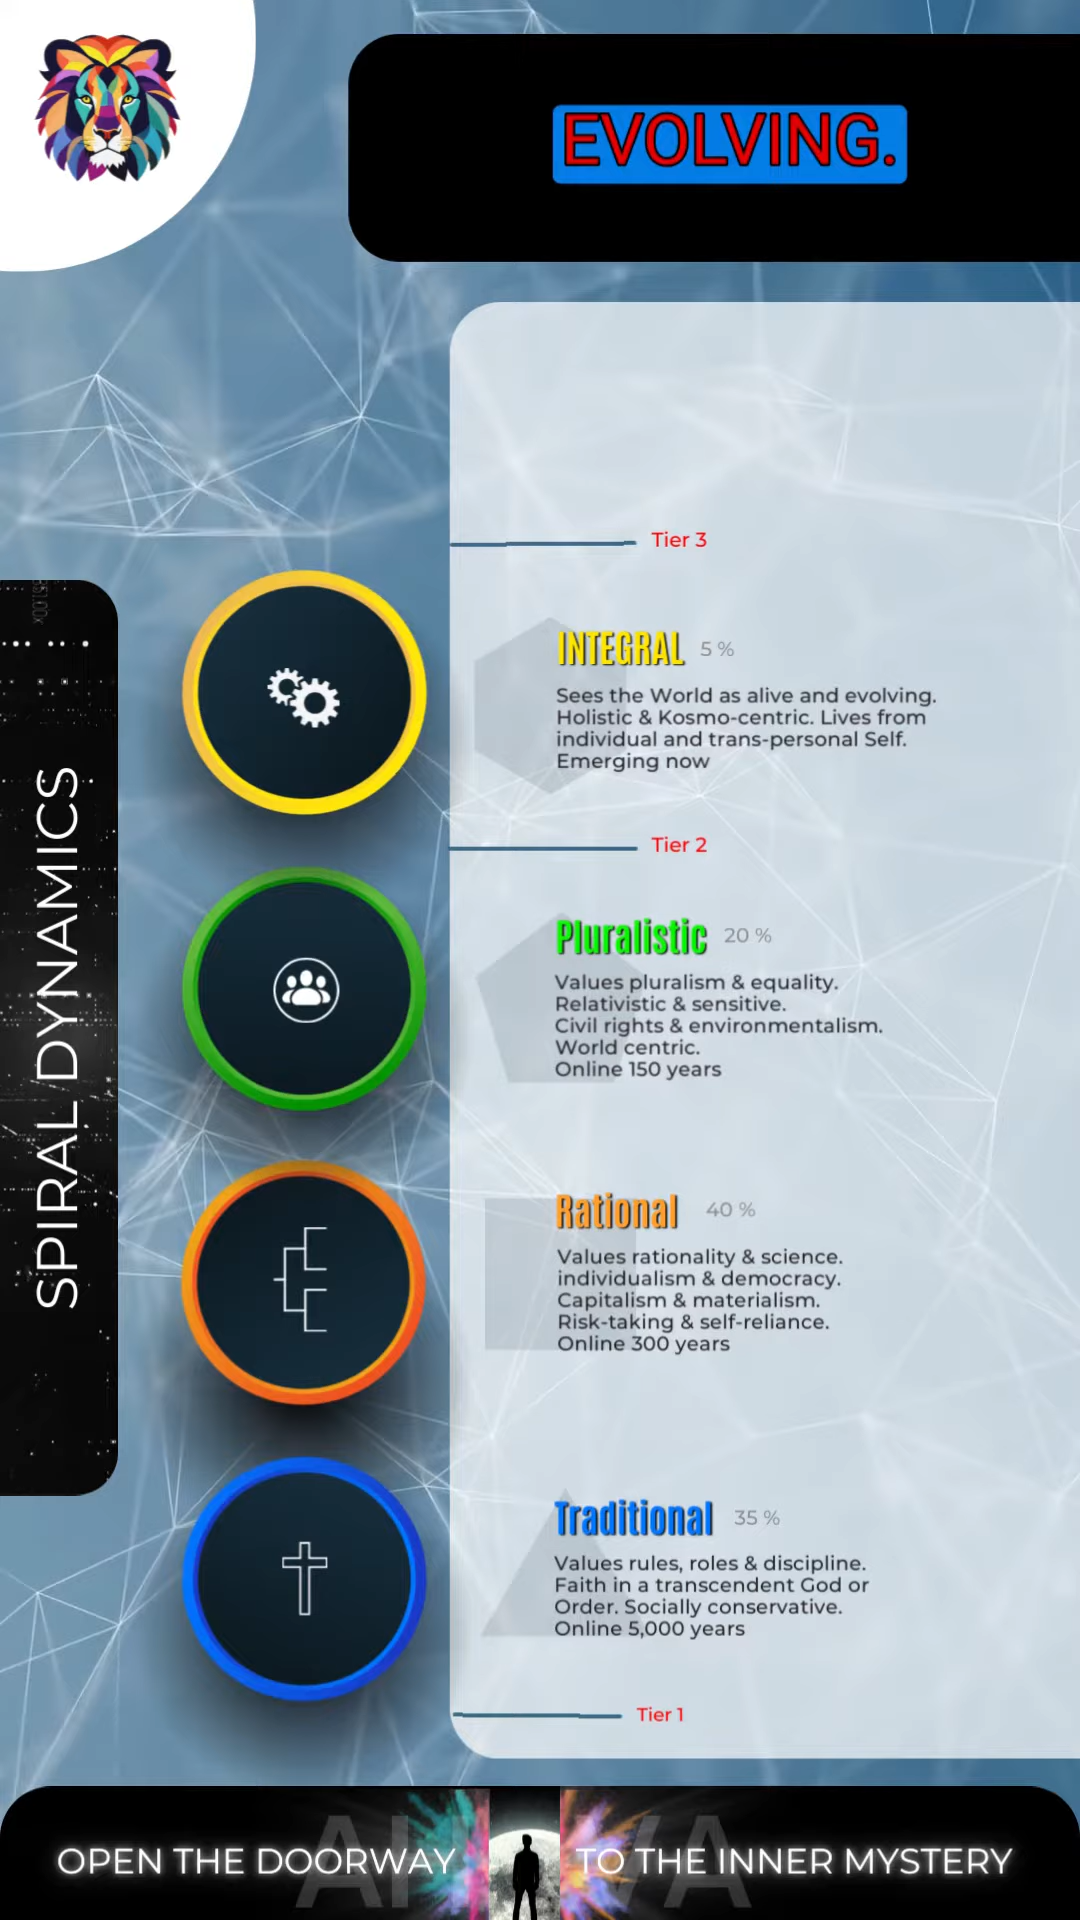 EVOLVING.
Tier 3
INTEGRAL 5 %
Sees the World as alive and evolving.
Holistic & Kosmo-centric. Lives from
individual and trans-personal Self.
Emerging now
Tier 2
Pluralistic 20 %
Values pluralism & equality.
Relativistic & sensitive.
Civil rights & environmentalism.
World centric.
Online 150 years
SPIRAL DYNAMICS
Rational 40 %
Values rationality & science.
individualism & democracy.
Capitalism & materialism.
Risk-taking & self-reliance.
Online 300 years
Traditional 35 %
Values rules, roles & discipline.
Faith in a transcendent God or
Order. Socially conservative.
Online 5,000 years
Tier 1
OPEN THE DOORWAY TO THE INNER MYSTERY